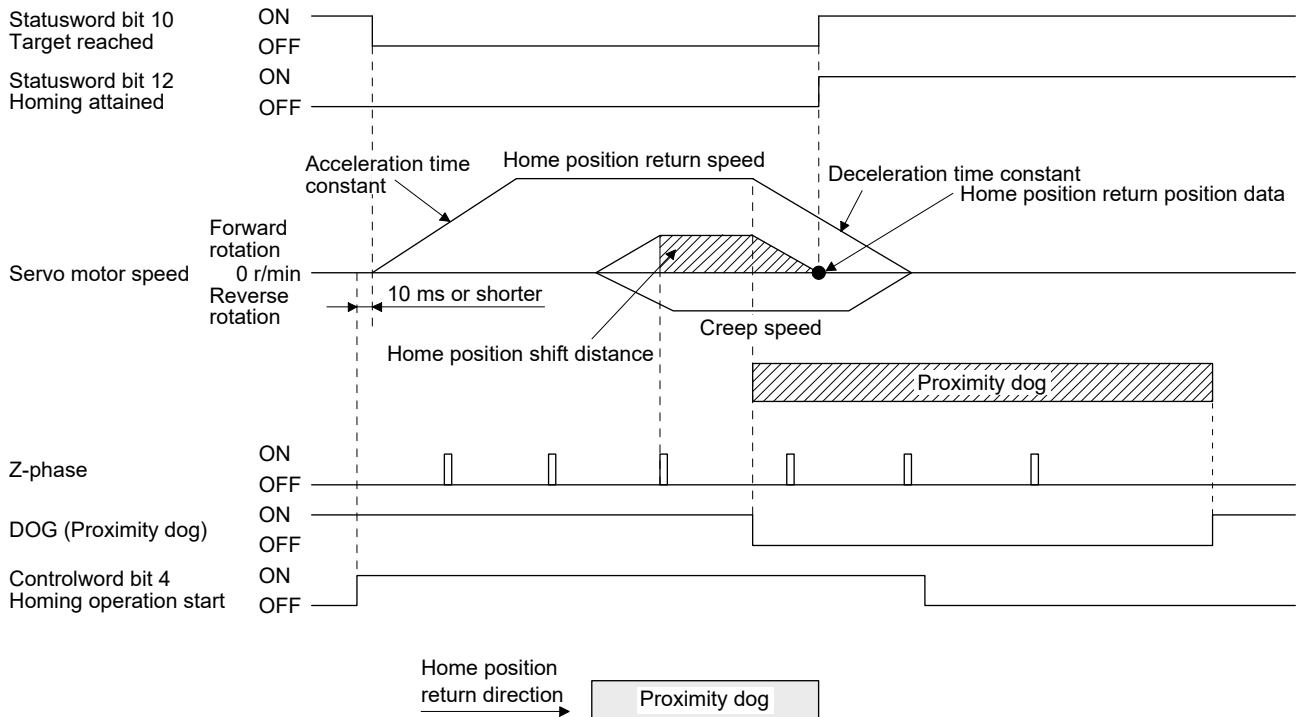 Statusword bit 10
Target reached
ON
OFF
Statusword bit 12
Homing attained
ON
OFF
Acceleration time
constant
Home position return speed
Deceleration time constant
Home position return position data
Forward
rotation
Servo motor speed
0 r/min
Reverse
rotation
10 ms or shorter
Creep speed
Home position shift distance
Proximity dog
Z-phase
ON
OFF
DOG (Proximity dog)
ON
OFF
Controlword bit 4
Homing operation start
ON
OFF
Home position
return direction
Proximity dog